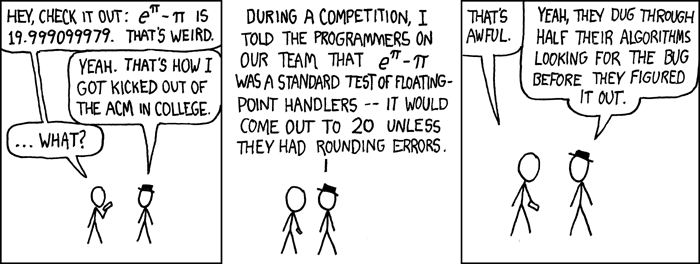 HEY, CHECK IT OUT: e^π-π IS
19.999099979. THAT'S WEIRD.
YEAH. THAT'S HOW I
GOT KICKED OUT OF
THE ACM IN COLLEGE.
... WHAT?
DURING A COMPETITION, I
TOLD THE PROGRAMMERS ON
OUR TEAM THAT e^π-π
WAS A STANDARD TEST OF FLOATING-
POINT HANDLERS -- IT WOULD
COME OUT TO 20 UNLESS
THEY HAD ROUNDING ERRORS.
THAT'S
AWFUL.
YEAH, THEY DUG THROUGH
HALF THEIR ALGORITHMS
LOOKING FOR THE BUG
BEFORE THEY FIGURED
IT OUT.